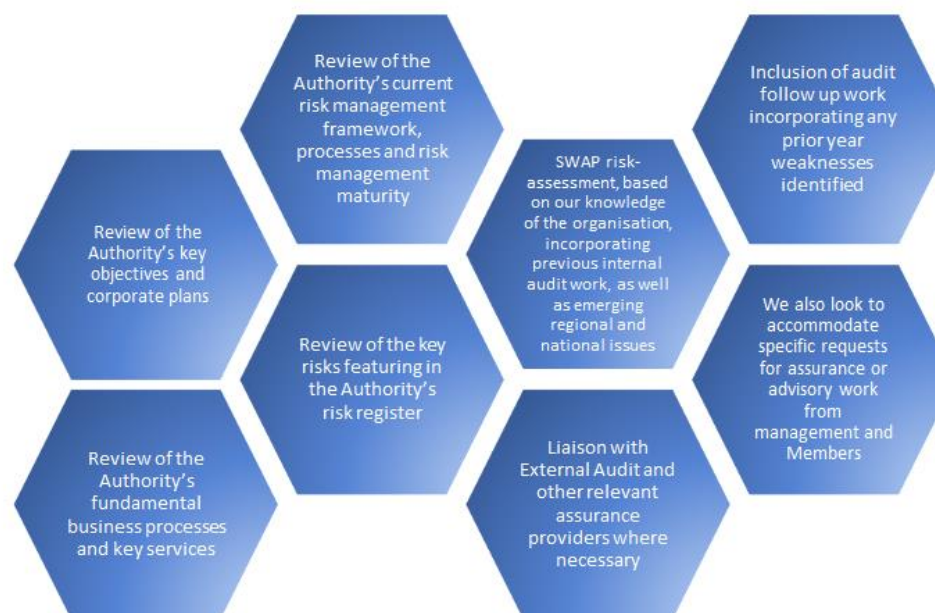 Review of the
Authority's current
risk management
framework,
processes and risk
management
maturity
Inclusion of audit
follow up work
incorporating any
prior year
weaknesses
identified
SWAP risk-
assessment, based
on our knowledge
of the organisation,
incorporating
previous internal
audit work, as well
as emerging
regional and
national issues
Review of the
Authority's key
objectives and
corporate plans
Review of the key
risks featuring in
the Authority's
risk register
We also look to
accommodate
specific requests
for assurance or
advisory work
from
management and
Members
Review of the
Authority's
fundamental
business processes
and key services
Liaison with
External Audit and
other relevant
assurance
providers where
necessary